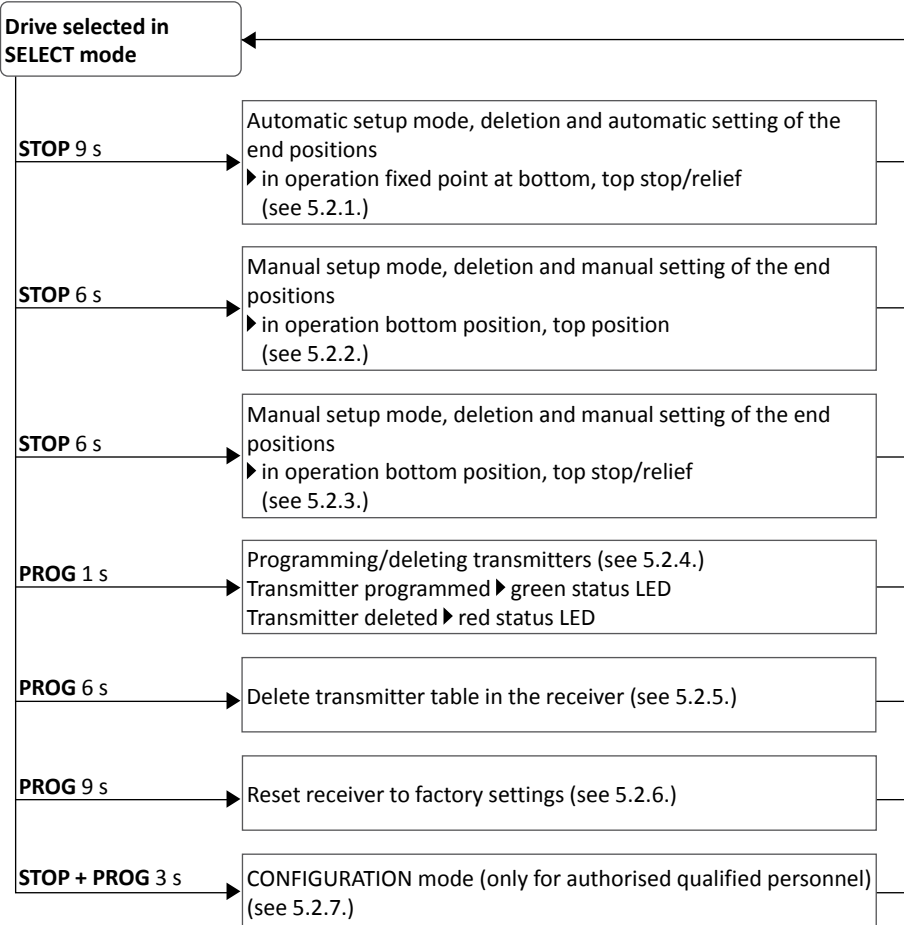 Drive selected in
SELECT mode
STOP 9 s
Automatic setup mode, deletion and automatic setting of the
end positions
in operation fixed point at bottom, top stop/relief
(see 5.2.1.)
STOP 6 s
Manual setup mode, deletion and manual setting of the end
positions
in operation bottom position, top position
(see 5.2.2.)
STOP 6 s
Manual setup mode, deletion and manual setting of the end
positions
in operation bottom position, top stop/relief
(see 5.2.3.)
PROG 1 s
Programming/deleting transmitters (see 5.2.4.)
Transmitter programmed green status LED
Transmitter deleted red status LED
PROG 6 s
Delete transmitter table in the receiver (see 5.2.5.)
PROG 9 s
Reset receiver to factory settings (see 5.2.6.)
STOP + PROG 3 s
CONFIGURATION mode (only for authorised qualified personnel)
(see 5.2.7.)